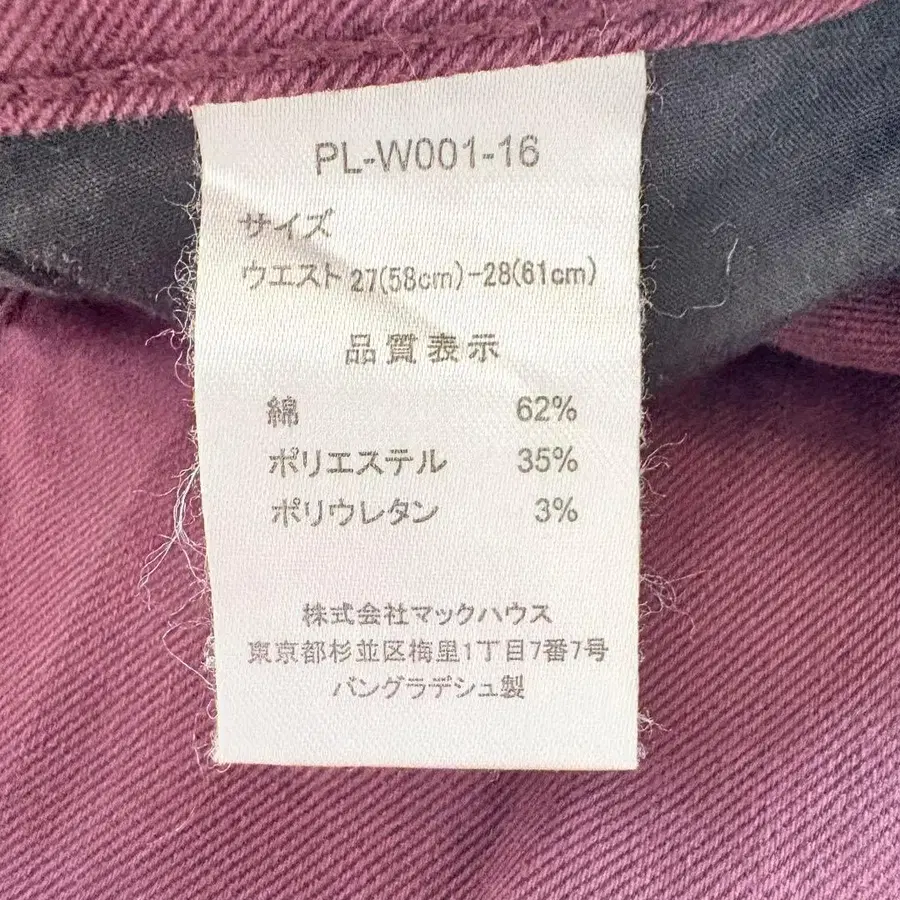 PL-W001-16
サイズ
ウエスト 27(58cm)-28(61cm)
品質表示
綿 62%
ポリエステル 35%
ポリウレタン 3%
株式会社マックハウス
東京都杉並区梅里1丁目7番7号
バングラデシュ製